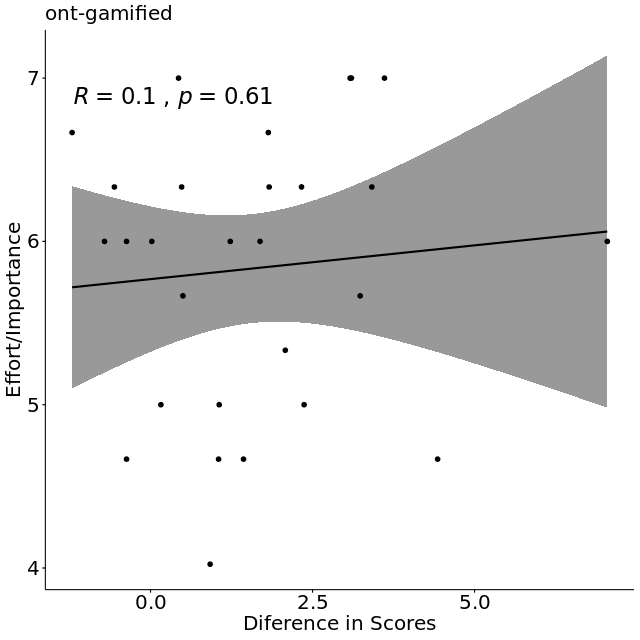 ont-gamified
R = 0.1 , p = 0.61
7
6
5
4
Effort/Importance
0.0 2.5 5.0
Diference in Scores